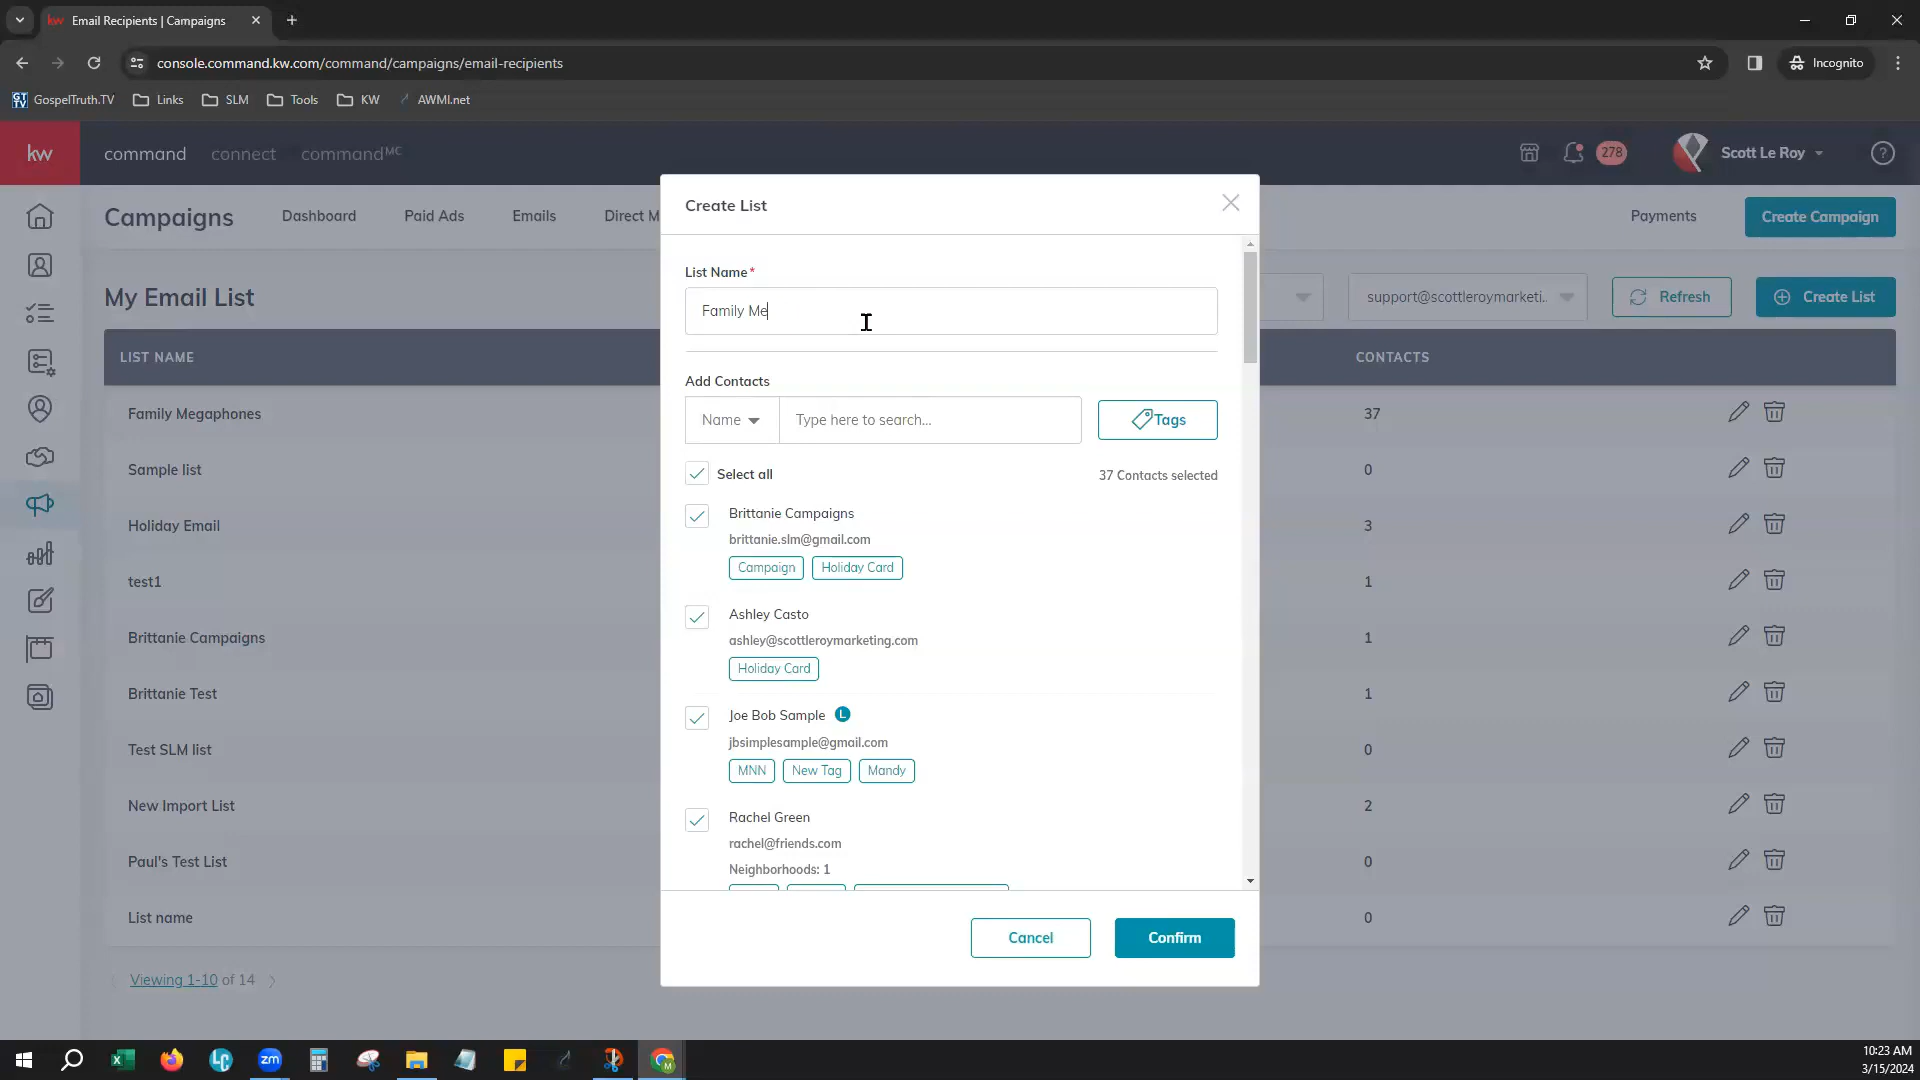 kw Email Recipients | Campaigns
console.command.kw.com/command/campaigns/email-recipients
Incognito
GospelTruth.TV Links SLM Tools KW AWMI.net
kw command connect command MC 278 Scott Le Roy ?
Campaigns Dashboard Paid Ads Emails Direct M Payments Create Campaign
My Email List support@scottleroymarketi.. Refresh Create List
LIST NAME CONTACTS
Family Megaphones 37
Sample list 0
Holiday Email 3
test1 1
Brittanie Campaigns 1
Brittanie Test 1
Test SLM list 0
New Import List 2
Paul's Test List 0
List name 0
Viewing 1-10 of 14
Create List
List Name*
Family Me
Add Contacts
Name Type here to search... Tags
Select all 37 Contacts selected
Brittanie Campaigns
brittanie.slm@gmail.com
Campaign Holiday Card
Ashley Casto
ashley@scottleroymarketing.com
Holiday Card
Joe Bob Sample L
jbsimplesample@gmail.com
MNN New Tag Mandy
Rachel Green
rachel@friends.com
Neighborhoods: 1
Cancel Confirm
10:23 AM
3/15/2024